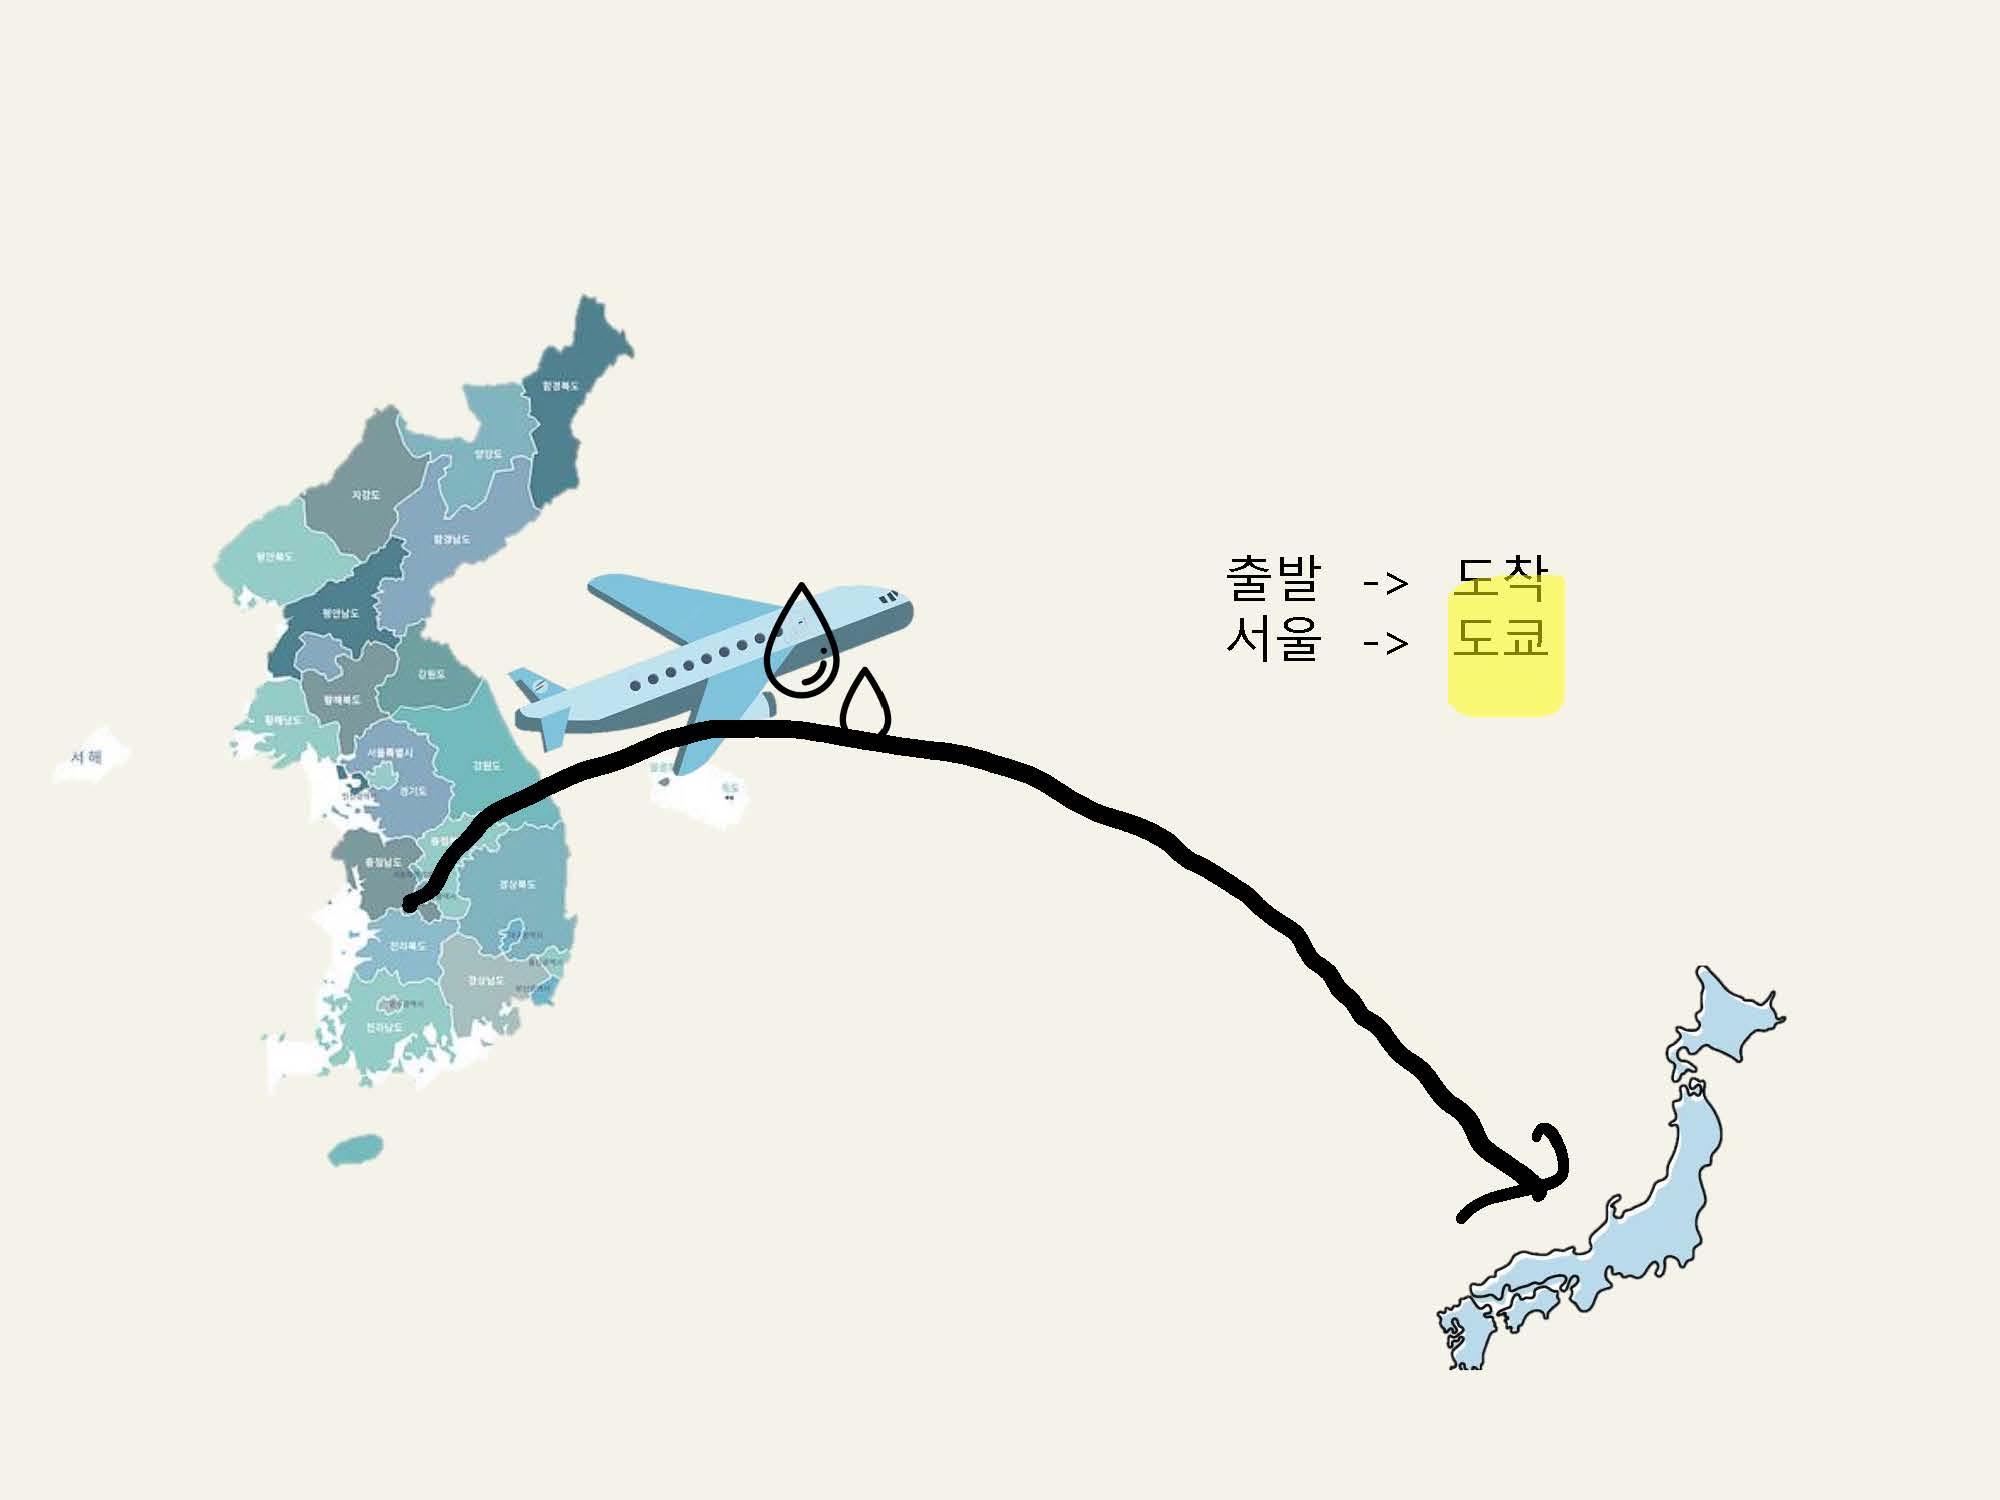 함경북도
양강도
자강도
함경남도
평안북도
평안남도
강원도
황해북도
황해남도
서해
서울특별시
강원도
경기도
독도
충청남도
경상북도
전라북도
경상남도
전라남도
출발 -> 도착
서울 -> 도쿄